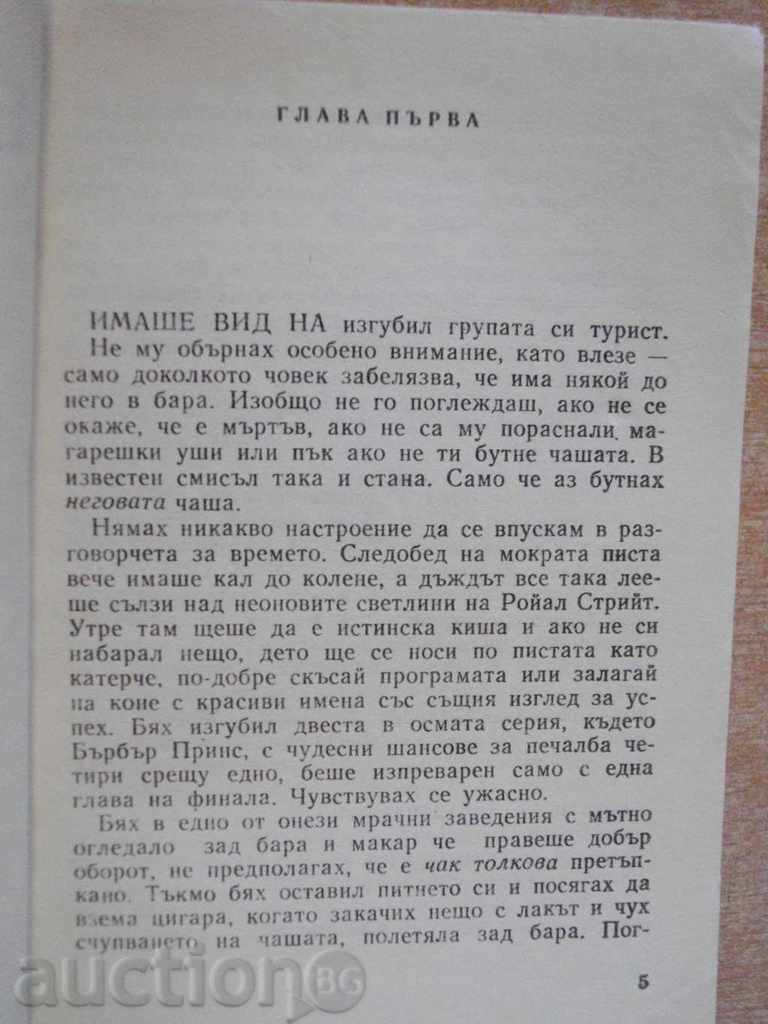 ГЛАВА ПЪРВА
ИМАШЕ ВИД НА изгубил групата си турист.
Не му обърнах особено внимание, като влезе —
само доколкото човек забелязва, че има някой до
него в бара. Изобщо не го поглеждаш, ако не се
окаже, че е мъртъв, ако не са му пораснали ма-
гарешки уши или пък ако не ти бутне чашата. В
известен смисъл така и стана. Само че аз бутнах
неговата чаша.
Нямах никакво настроение да се впускам в раз-
говорчета за времето. Следобед на мократа писта
вече имаше кал до колене, а дъждът все така лее-
ше сълзи над неоновите светлини на Ройал Стрийт.
Утре там щеше да е истинска киша и ако не си
набарал нещо, дето ще се носи по пистата като
катерче, по-добре скъсай програмата или залагай
на коне с красиви имена със същия изглед за ус-
пех. Бях изгубил двеста в осмата серия, където
Бърбър Принс, с чудесни шансове за печалба че-
тири срещу едно, беше изпреварен само с една
глава на финала. Чувствувах се ужасно.
Бях в едно от онези мрачни заведения с мътно
огледало зад бара и макар че правеше добър
оборот, не предполагах, че е чак толкова претъп-
кано. Тъкмо бях оставил питието си и посягах да
взема цигара, когато закачих нещо с лакът и чух
счупването на чашата, полетяла зад бара. Пог-
5
auction BG